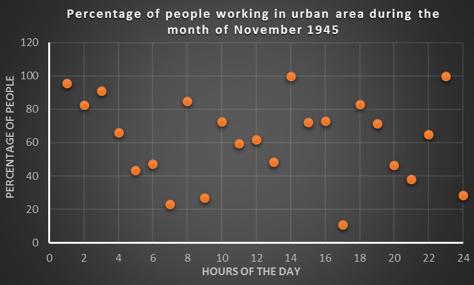 Percentage of people working in urban area during the
month of November 1945
120
100
80
60
40
20
0
PERCENTAGE OF PEOPLE
0 2 4 6 8 10 12 14 16 18 20 22 24
HOURS OF THE DAY